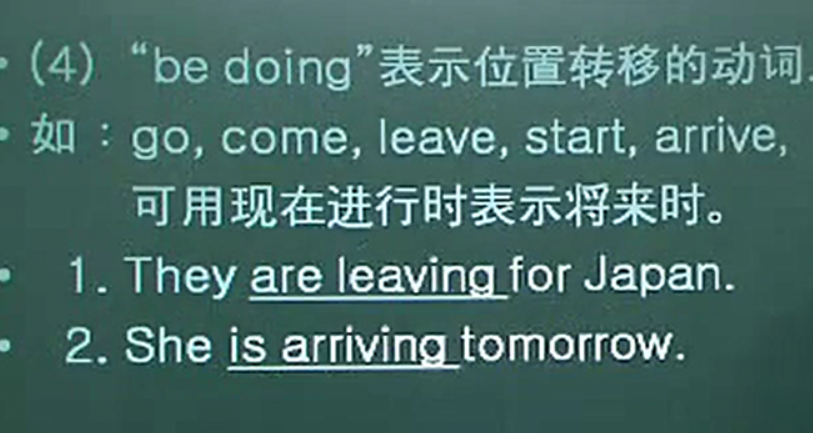 • (4) “be doing”表示位置转移的动词.
• 如：go, come, leave, start, arrive,
可用现在进行时表示将来时。
• 1. They are leaving for Japan.
• 2. She is arriving tomorrow.